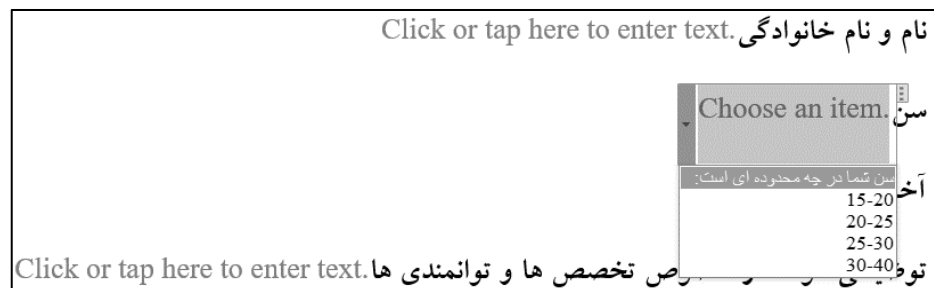 نام و نام خانوادگی.Click or tap here to enter text
سن.Choose an item
سن شما در چه محدوده ای است:
آخ
15-20
20-25
25-30
30-40
ص تخصص ها و توانمندی ها.Click or tap here to enter text